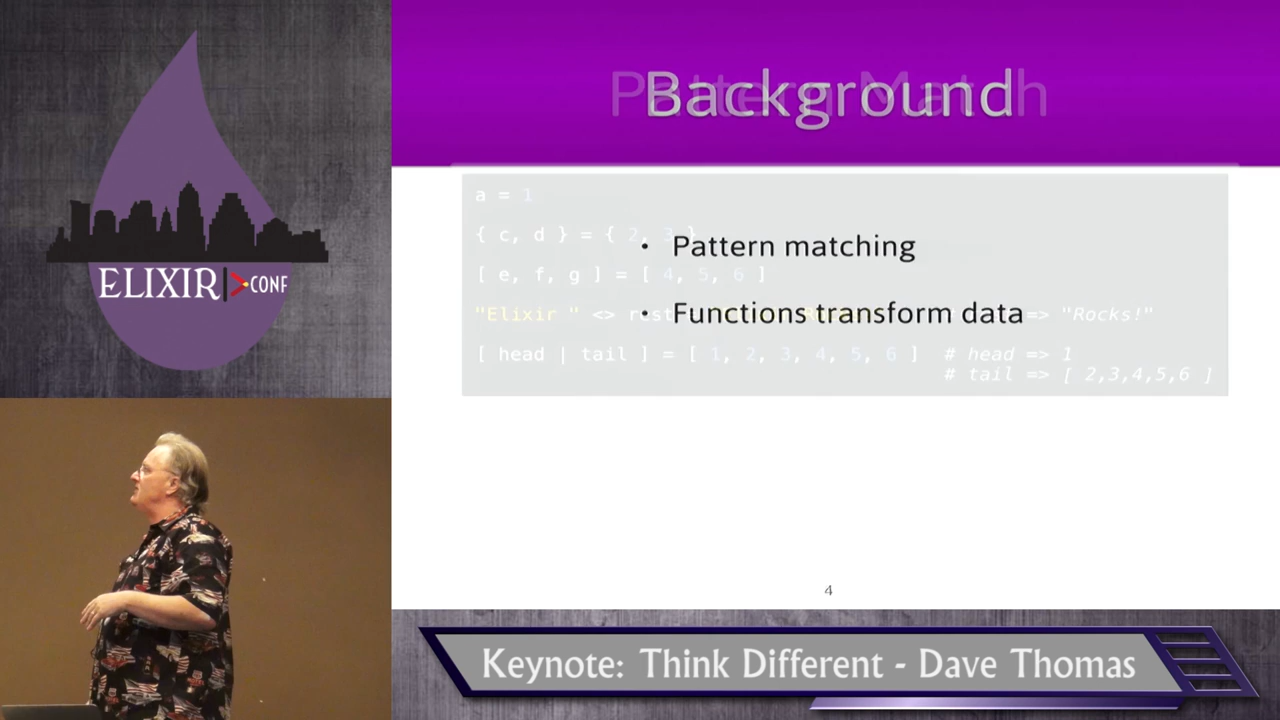 ELIXIR CONF
Pattern Match
Background
a = 1
{ c, d } = { 2, 3 }
[ e, f, g ] = [ 4, 5, 6 ]
"Elixir " <> rest = => "Rocks!"
[ head | tail ] = [ 1, 2, 3, 4, 5, 6 ] # head => 1
# tail => [ 2,3,4,5,6 ]
• Pattern matching
• Functions transform data
4
Keynote: Think Different - Dave Thomas